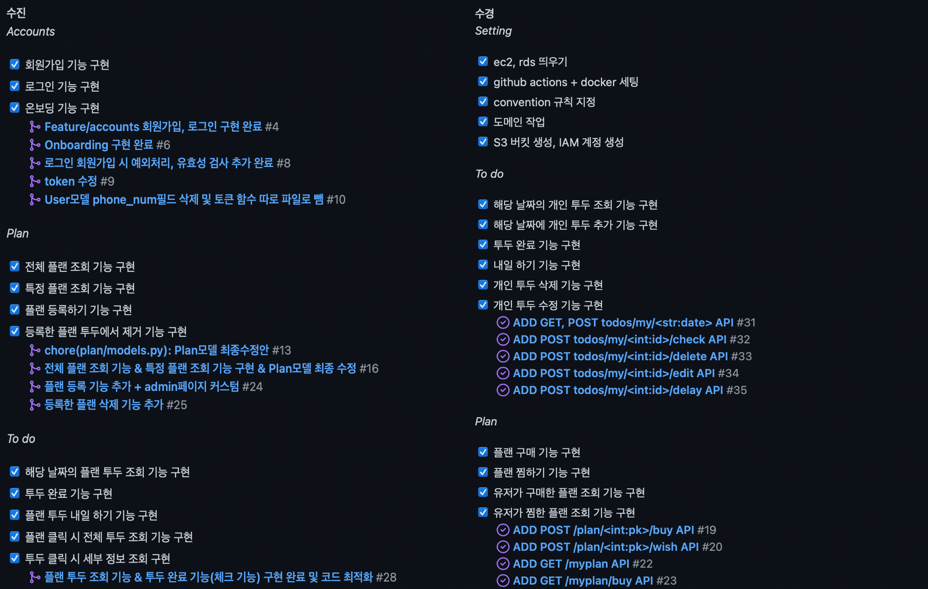 수진
Accounts
회원가입 기능 구현
로그인 기능 구현
온보딩 기능 구현
Feature/accounts 회원가입, 로그인 구현 완료 #4
Onboarding 구현 완료 #6
로그인 회원가입 시 예외처리, 유효성 검사 추가 완료 #8
token 수정 #9
User모델 phone_num필드 삭제 및 토큰 함수 따로 파일로 뺌 #10
Plan
전체 플랜 조회 기능 구현
특정 플랜 조회 기능 구현
플랜 등록하기 기능 구현
등록한 플랜 투두에서 제거 기능 구현
chore(plan/models.py): Plan모델 최종수정안 #13
전체 플랜 조회 기능 & 특정 플랜 조회 기능 구현 & Plan모델 최종 수정 #16
플랜 등록 기능 추가 + admin페이지 커스텀 #24
등록한 플랜 삭제 기능 추가 #25
To do
해당 날짜의 플랜 투두 조회 기능 구현
투두 완료 기능 구현
플랜 투두 내일 하기 기능 구현
플랜 클릭 시 전체 투두 조회 기능 구현
투두 클릭 시 세부 정보 조회 구현
플랜 투두 조회 기능 & 투두 완료 기능(체크 기능) 구현 완료 및 코드 최적화 #28
수경
Setting
ec2, rds 띄우기
github actions + docker 세팅
convention 규칙 지정
도메인 작업
S3 버킷 생성, IAM 계정 생성
To do
해당 날짜의 개인 투두 조회 기능 구현
해당 날짜에 개인 투두 추가 기능 구현
투두 완료 기능 구현
내일 하기 기능 구현
개인 투두 삭제 기능 구현
개인 투두 수정 기능 구현
ADD GET, POST todos/my/<str:date> API #31
ADD POST todos/my/<int:id>/check API #32
ADD POST todos/my/<int:id>/delete API #33
ADD POST todos/my/<int:id>/edit API #34
ADD POST todos/my/<int:id>/delay API #35
Plan
플랜 구매 기능 구현
플랜 찜하기 기능 구현
유저가 구매한 플랜 조회 기능 구현
유저가 찜한 플랜 조회 기능 구현
ADD POST /plan/<int:pk>/buy API #19
ADD POST /plan/<int:pk>/wish API #20
ADD GET /myplan API #22
ADD GET /myplan/buy API #23